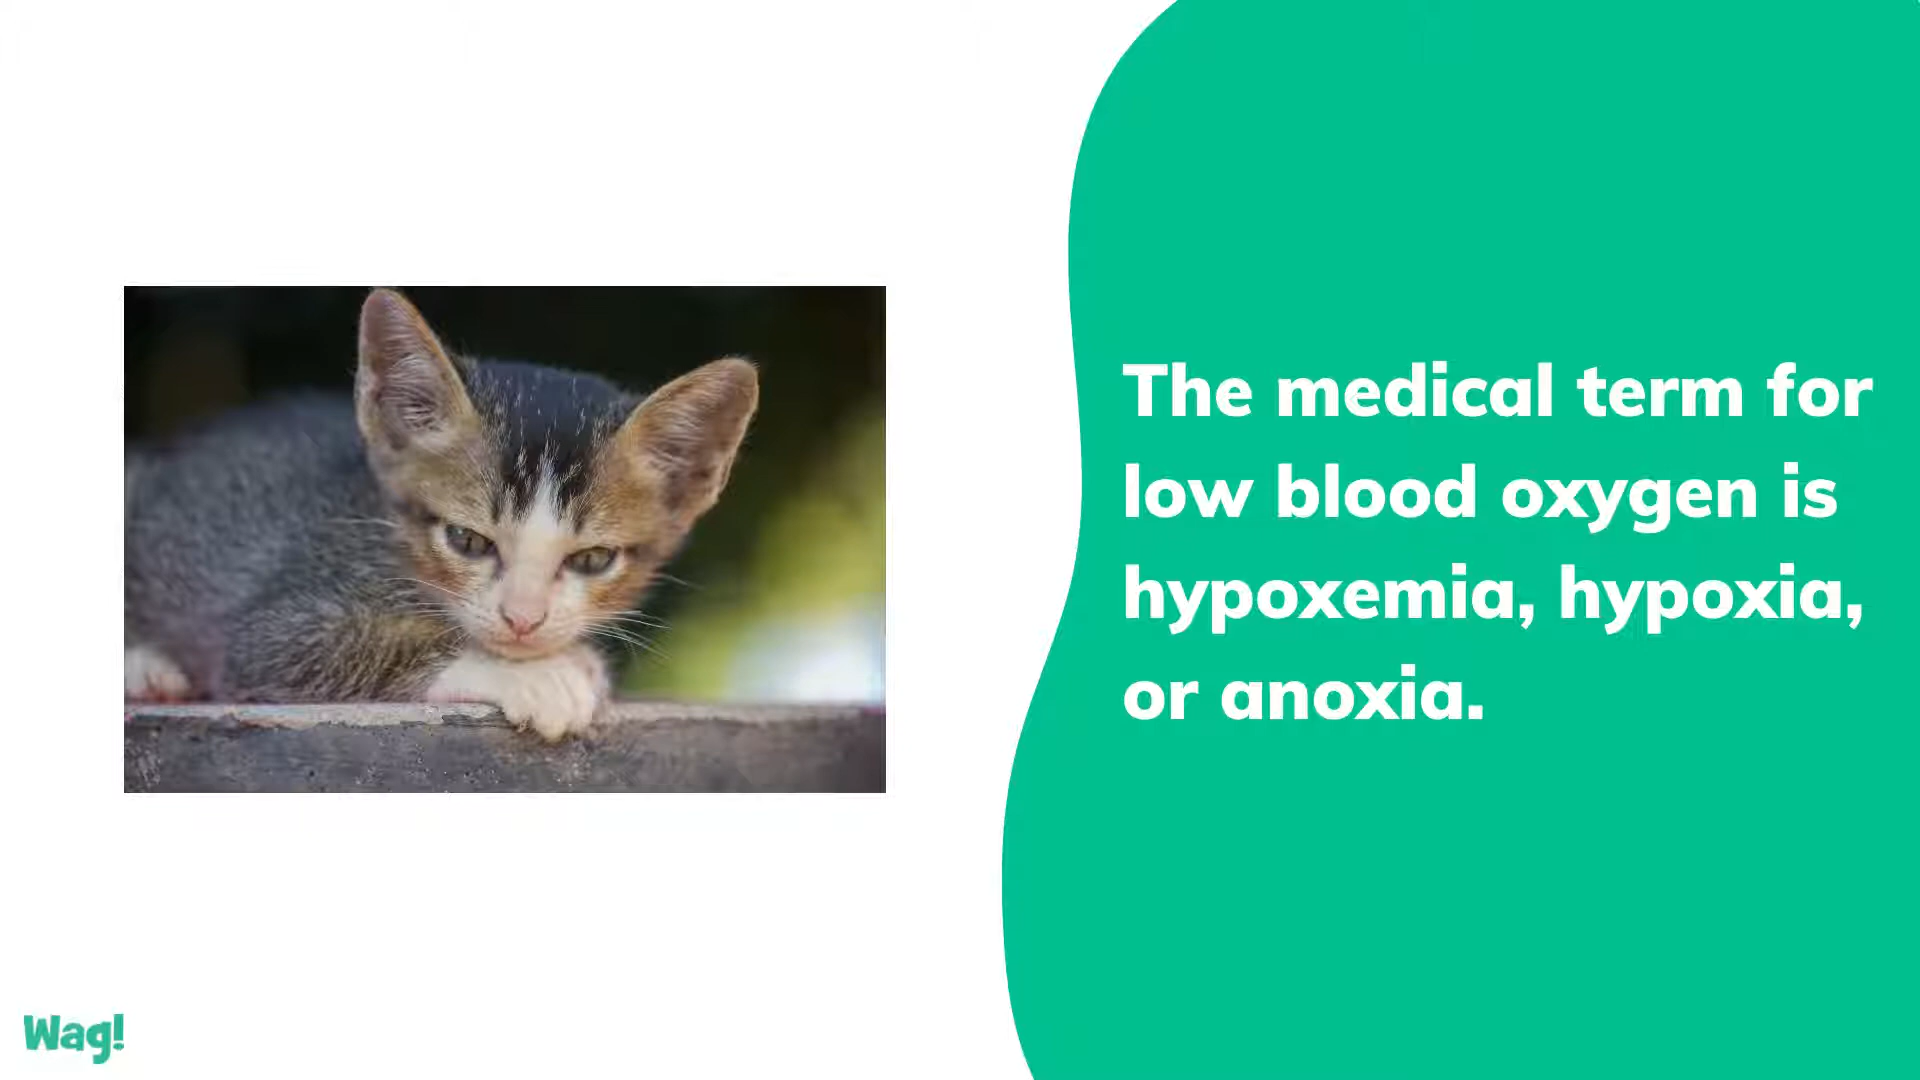 The medical term for
low blood oxygen is
hypoxemia, hypoxia,
or anoxia.
Wag!